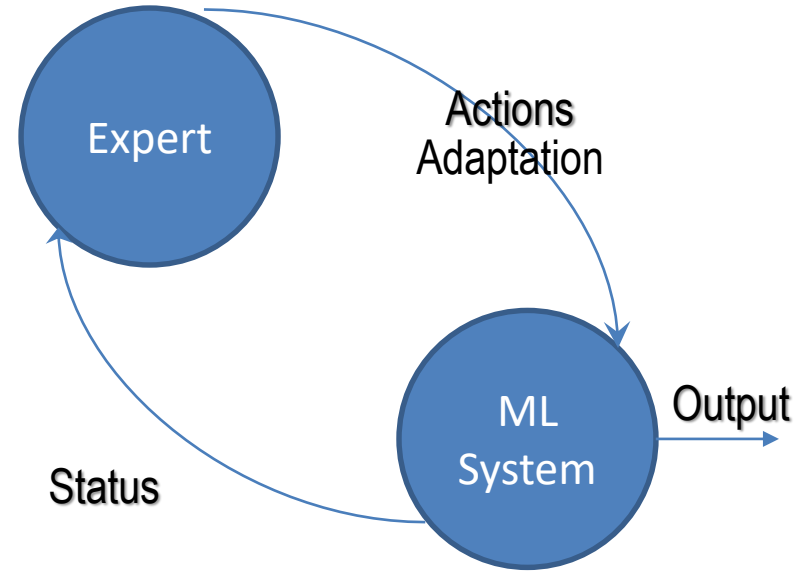 Expert
Actions
Adaptation
ML
System
Output
Status